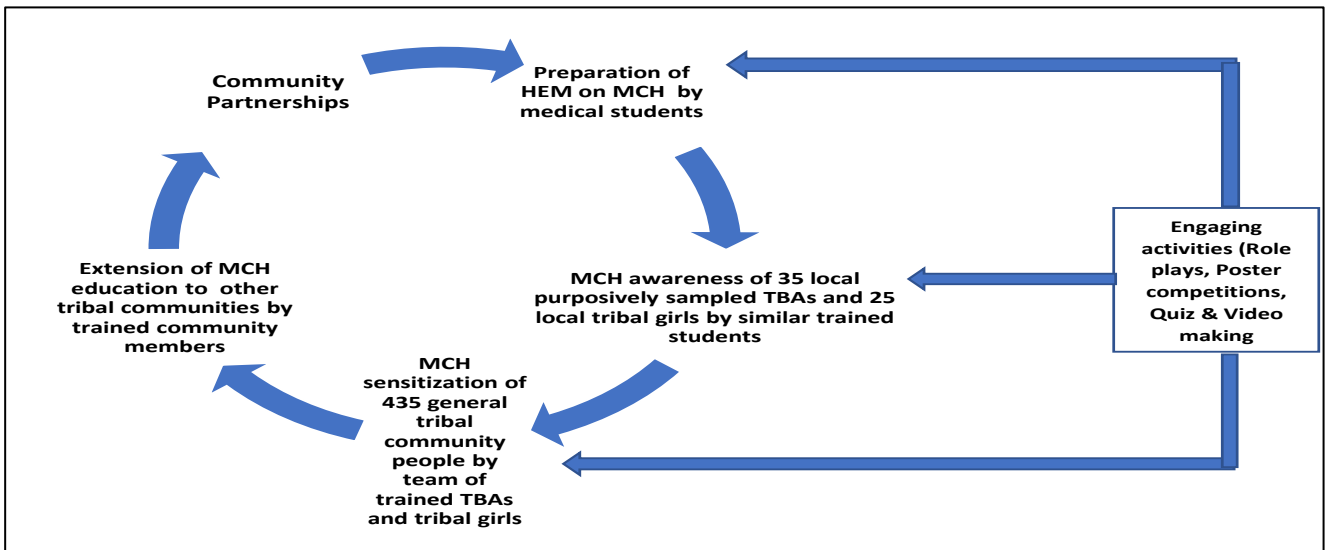 Community
Partnerships
Preparation of
HEM on MCH by
medical students
MCH awareness of 35 local
purposively sampled TBAs and 25
local tribal girls by similar trained
students
MCH
sensitization of
435 general
tribal
community
people by
team of
trained TBAs
and tribal girls
Extension of MCH
education to other
tribal communities by
trained community
members
Engaging
activities (Role
plays, Poster
competitions,
Quiz & Video
making